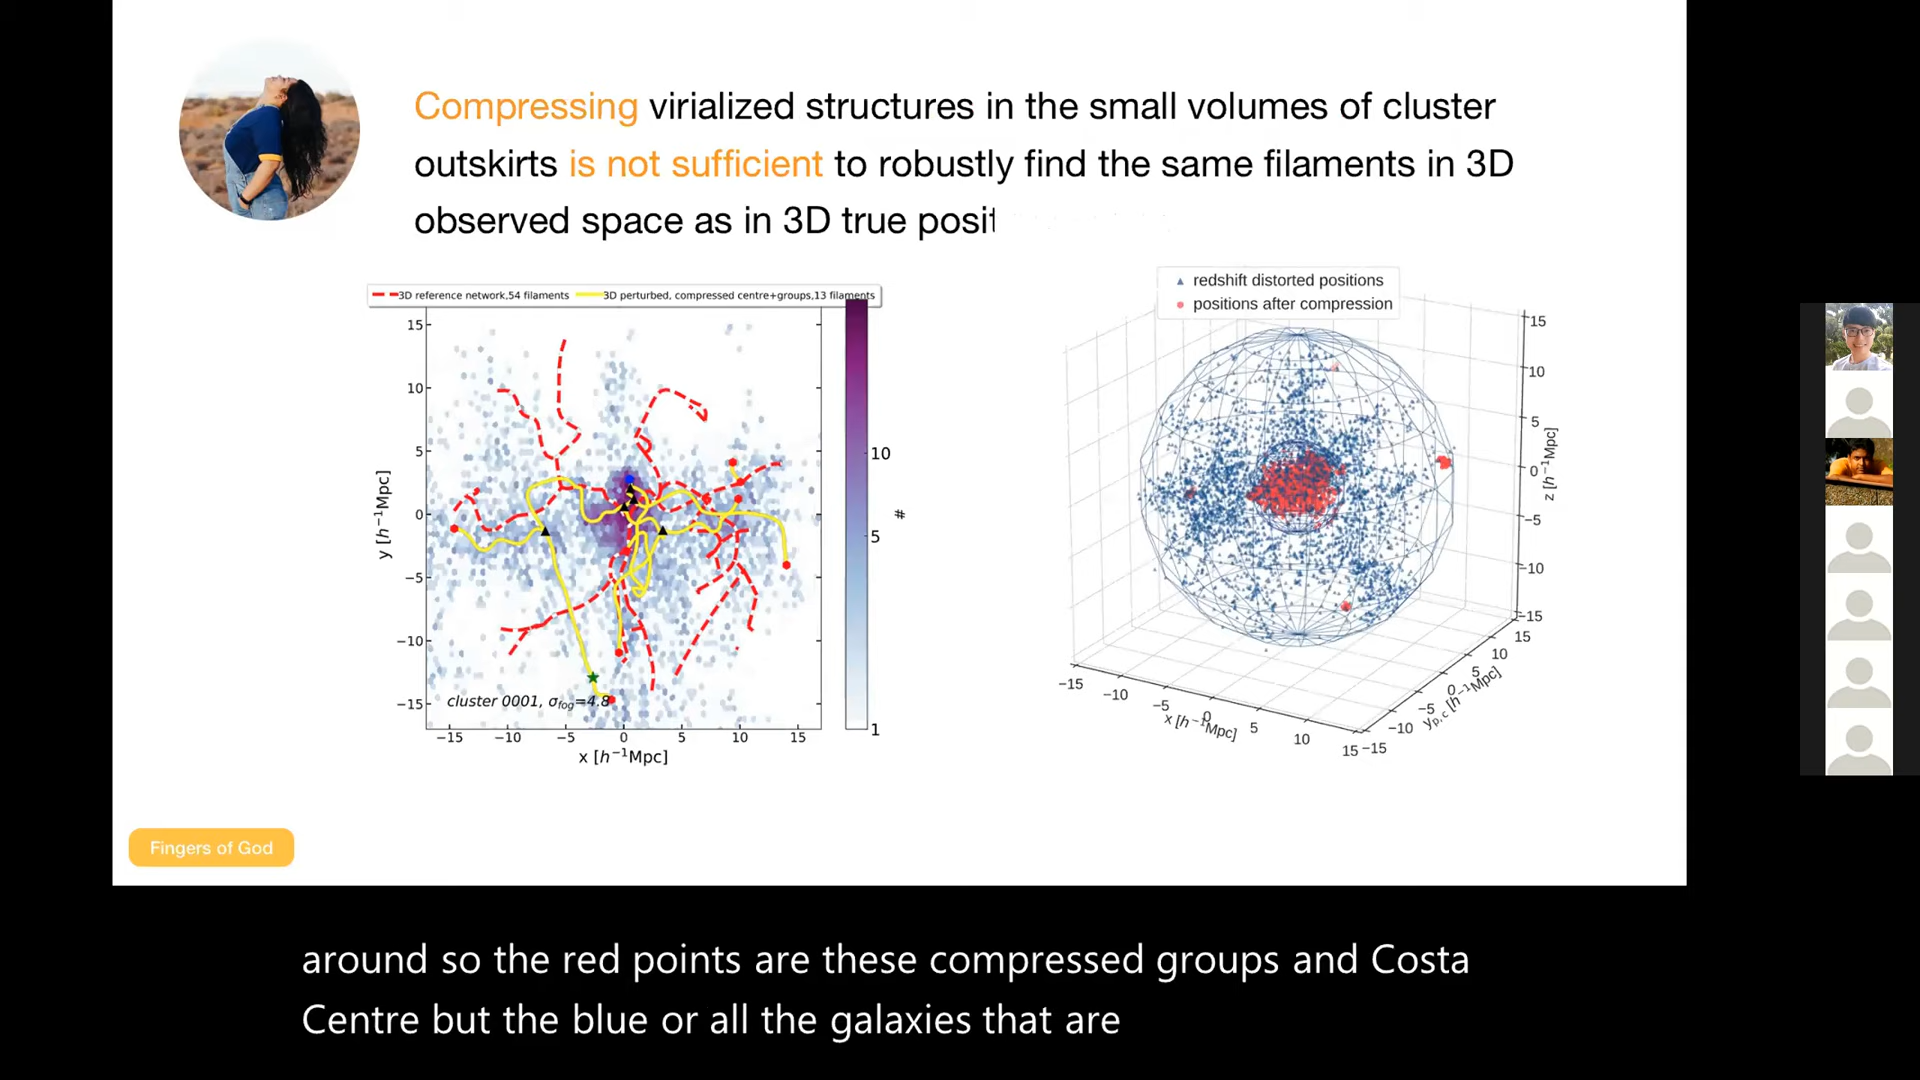 Compressing virialized structures in the small volumes of cluster
outskirts is not sufficient to robustly find the same filaments in 3D
observed space as in 3D true posit
3D reference network,54 filaments 3D perturbed, compressed centre+groups,13 filaments
15
10
5
0
−5
−10
−15
y [h⁻¹Mpc]
cluster 0001, σfog=4.8
−15 −10 −5 0 5 10 15
x [h⁻¹Mpc]
10
5
1
#
redshift distorted positions
positions after compression
15
10
5
0
−5
−10
−15
z [h⁻¹Mpc]
−15 −10 −5 0 5 10 15
x [h⁻¹Mpc]
−15 −10 −5 0 5 10 15
yp,c [h⁻¹Mpc]
Fingers of God
around so the red points are these compressed groups and Costa
Centre but the blue or all the galaxies that are